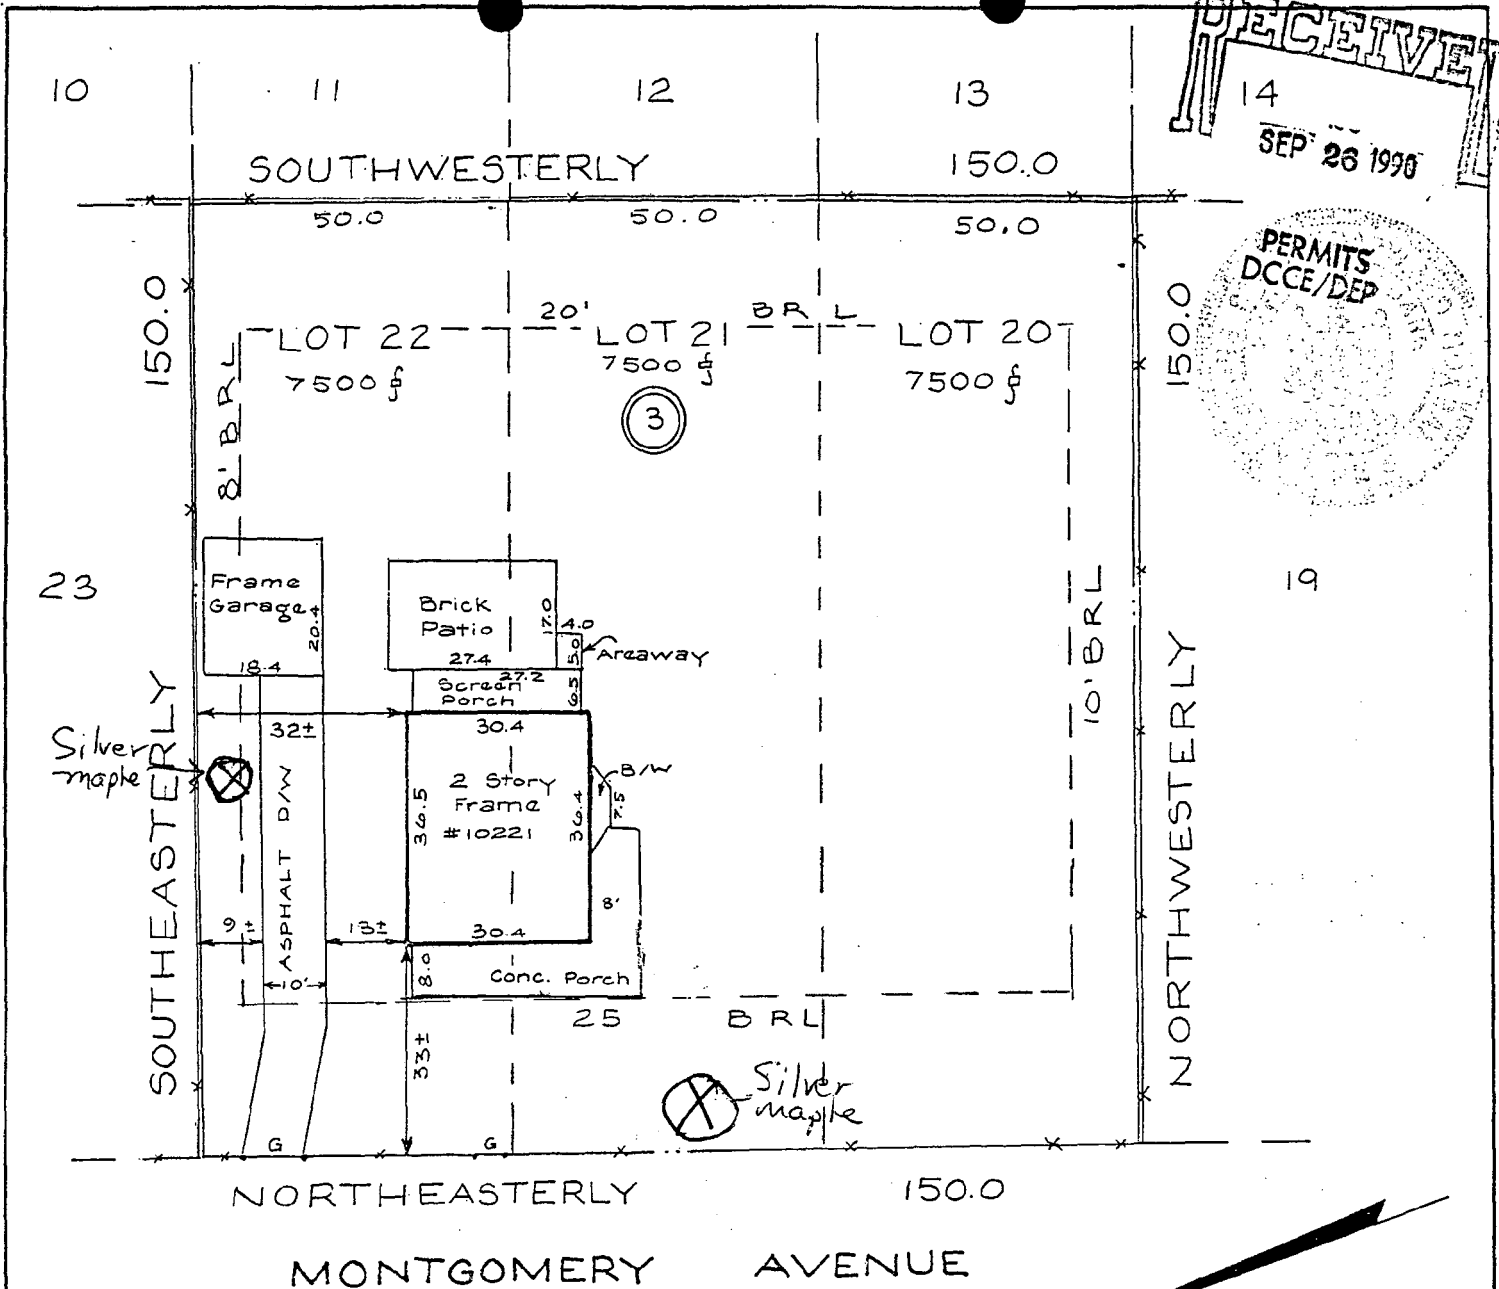 RECEIVED
10
11
12
13
14
SEP 26 1990
SOUTHWESTERLY
150.0
50.0
50.0
50.0
PERMITS
DCCE/DEP
150.0
150.0
20' BRL
LOT 22
LOT 21
LOT 20
7500 sf
7500 sf
7500 sf
3
8' BRL
23
19
Frame
Garage
20.4
18.4
Brick
Patio
17.0
4.0
5.0
Areaway
27.4
27.2
Screen
Porch
6.5
10' BRL
32±
30.4
Silver
maple
SOUTHEASTERLY
NORTHWESTERLY
ASPHALT D/W
2 Story
Frame
#10221
36.5
36.4
B/W
7.5
8'
9±
13±
30.4
10'
8.0
Conc. Porch
25 BRL
33±
Silver
maple
G
G
NORTHEASTERLY
150.0
MONTGOMERY AVENUE